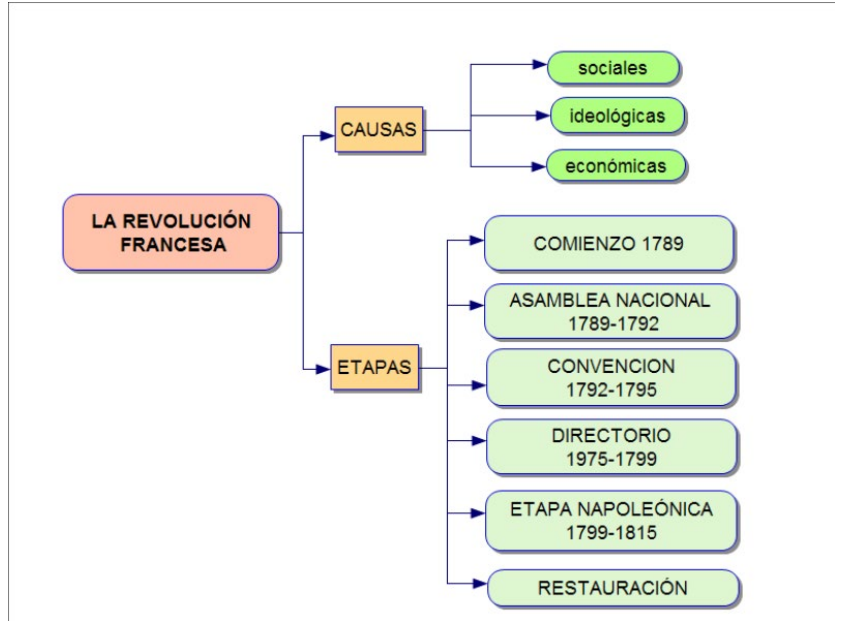 LA REVOLUCIÓN
FRANCESA
CAUSAS
sociales
ideológicas
económicas
ETAPAS
COMIENZO 1789
ASAMBLEA NACIONAL
1789-1792
CONVENCION
1792-1795
DIRECTORIO
1975-1799
ETAPA NAPOLEÓNICA
1799-1815
RESTAURACIÓN